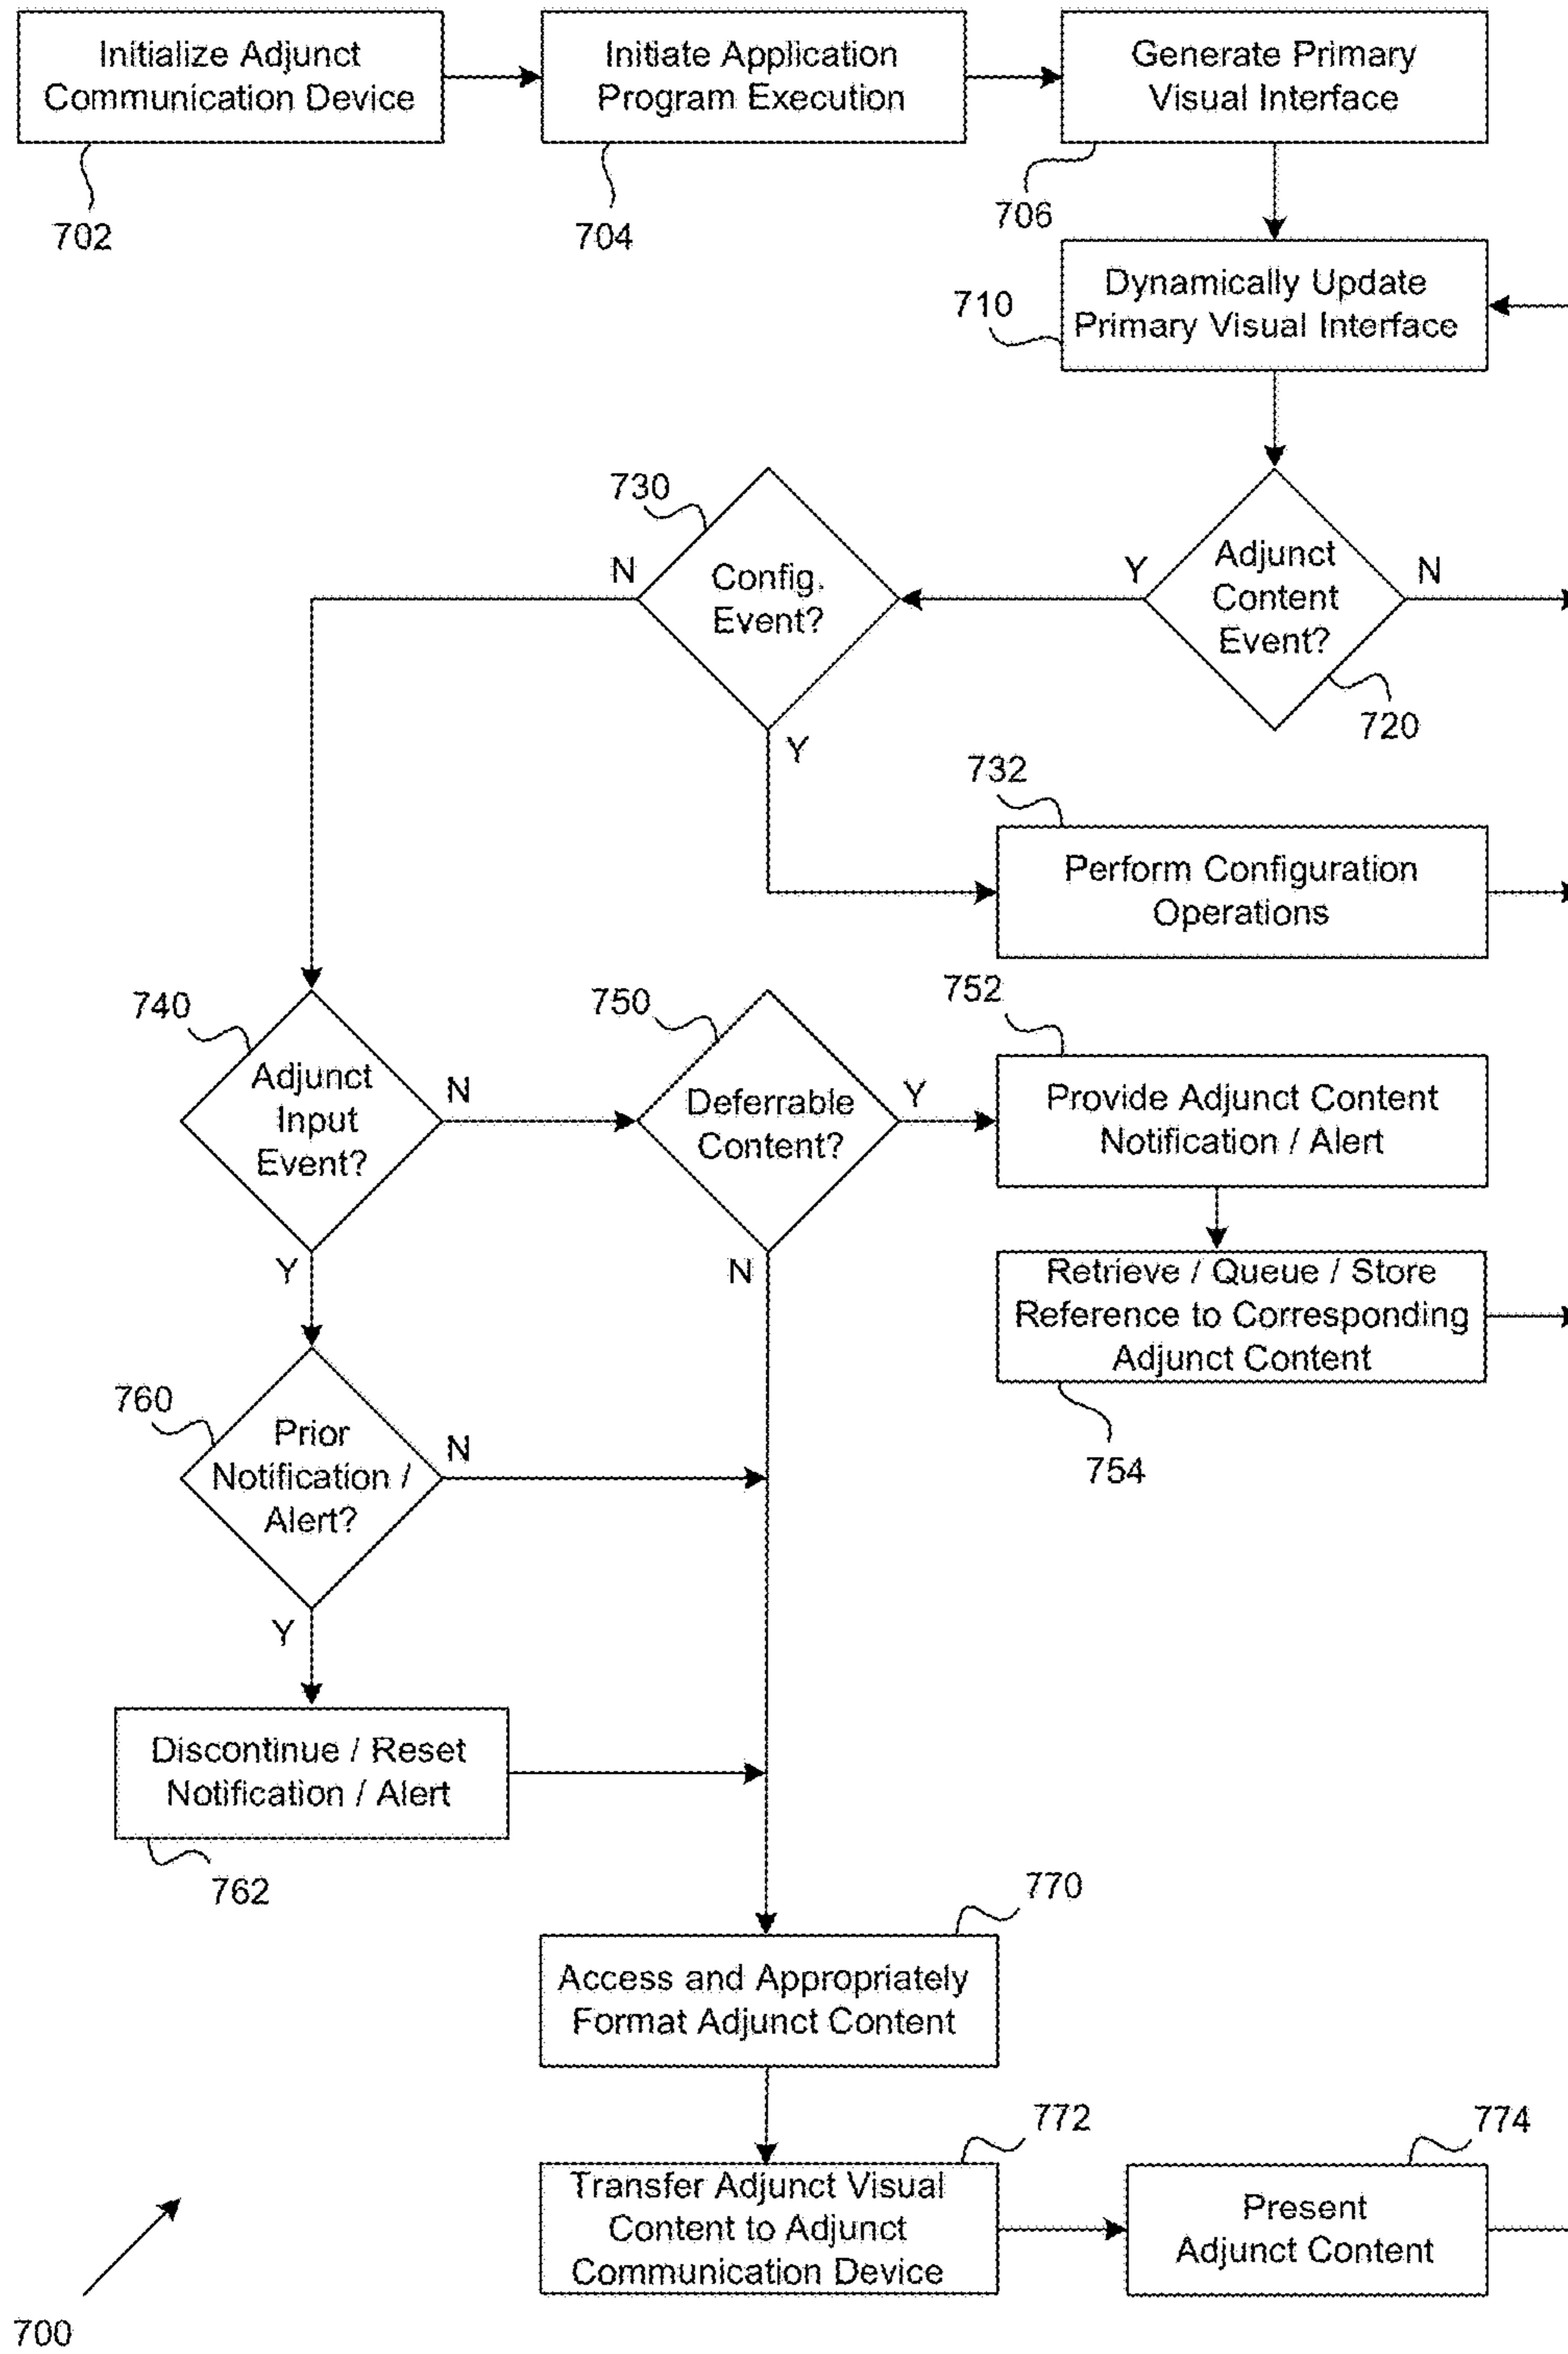 Initialize Adjunct
Communication Device
702
Initiate Application
Program Execution
704
Generate Primary
Visual Interface
706
Dynamically Update
Primary Visual Interface
710
Adjunct
Content
Event?
Y
N
720
730
Config.
Event?
N
Y
732
Perform Configuration
Operations
740
Adjunct
Input
Event?
N
Y
750
Deferrable
Content?
Y
N
752
Provide Adjunct Content
Notification / Alert
Retrieve / Queue / Store
Reference to Corresponding
Adjunct Content
754
760
Prior
Notification /
Alert?
N
Y
Discontinue / Reset
Notification / Alert
762
770
Access and Appropriately
Format Adjunct Content
772
Transfer Adjunct Visual
Content to Adjunct
Communication Device
774
Present
Adjunct Content
700